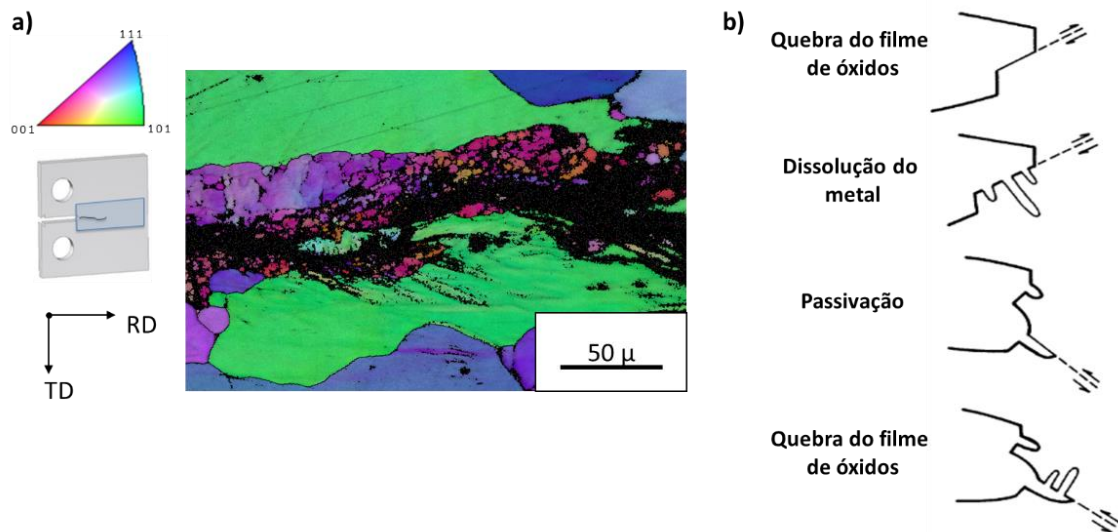 a)
111
001
101
RD
TD
50 µ
b)
Quebra do filme
de óxidos
Dissolução do
metal
Passivação
Quebra do filme
de óxidos